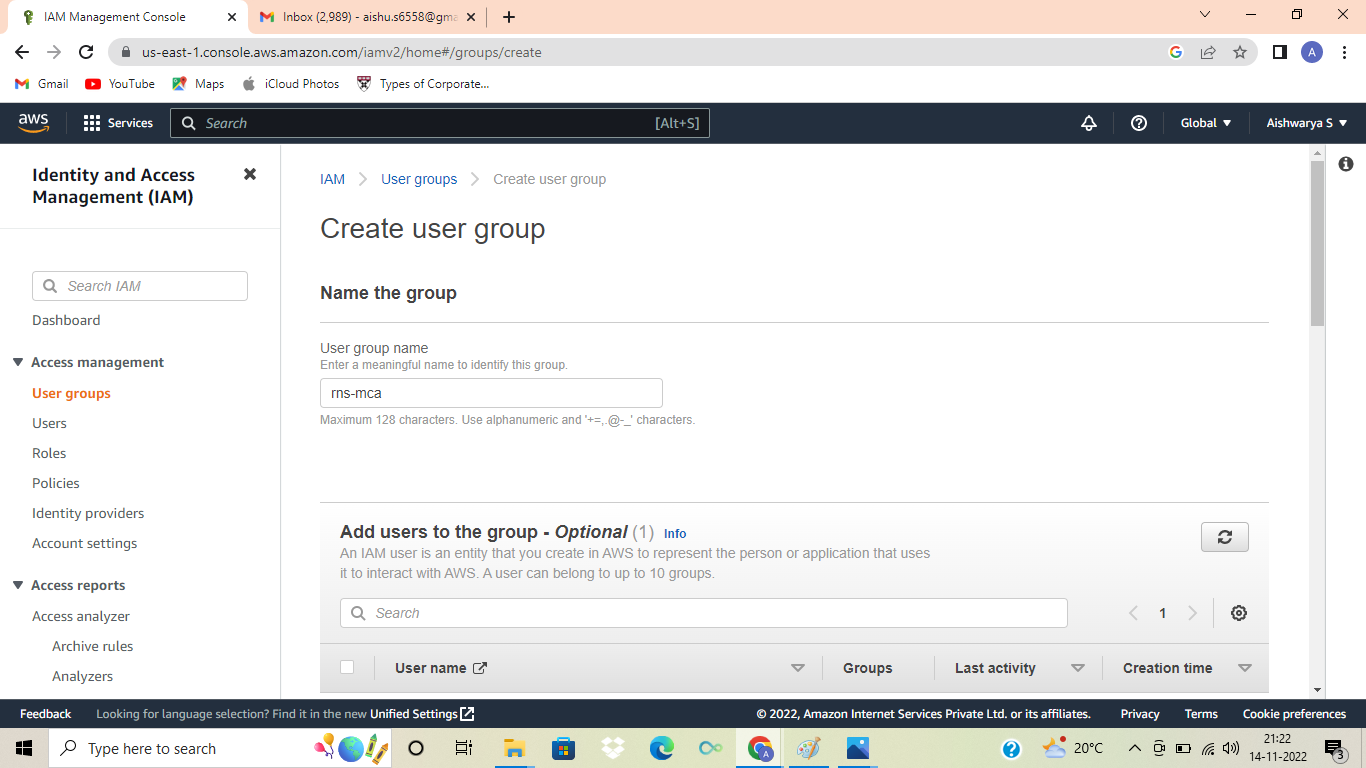 IAM Management Console
Inbox (2,989) - aishu.s6558@gma
us-east-1.console.aws.amazon.com/iamv2/home#/groups/create
A
Gmail
YouTube
Maps
iCloud Photos
Types of Corporate...
aws
Services
Search
[Alt+S]
Global
Aishwarya S
Identity and Access
Management (IAM)
Search IAM
Dashboard
Access management
User groups
Users
Roles
Policies
Identity providers
Account settings
Access reports
Access analyzer
Archive rules
Analyzers
IAM
User groups
Create user group
Create user group
Name the group
User group name
Enter a meaningful name to identify this group.
rns-mca
Maximum 128 characters. Use alphanumeric and '+=,.@-_' characters.
Add users to the group - Optional (1) Info
An IAM user is an entity that you create in AWS to represent the person or application that uses
it to interact with AWS. A user can belong to up to 10 groups.
Search
1
User name
Groups
Last activity
Creation time
Feedback
Looking for language selection? Find it in the new Unified Settings
© 2022, Amazon Internet Services Private Ltd. or its affiliates.
Privacy
Terms
Cookie preferences
Type here to search
A
20°C
21:22
14-11-2022
3